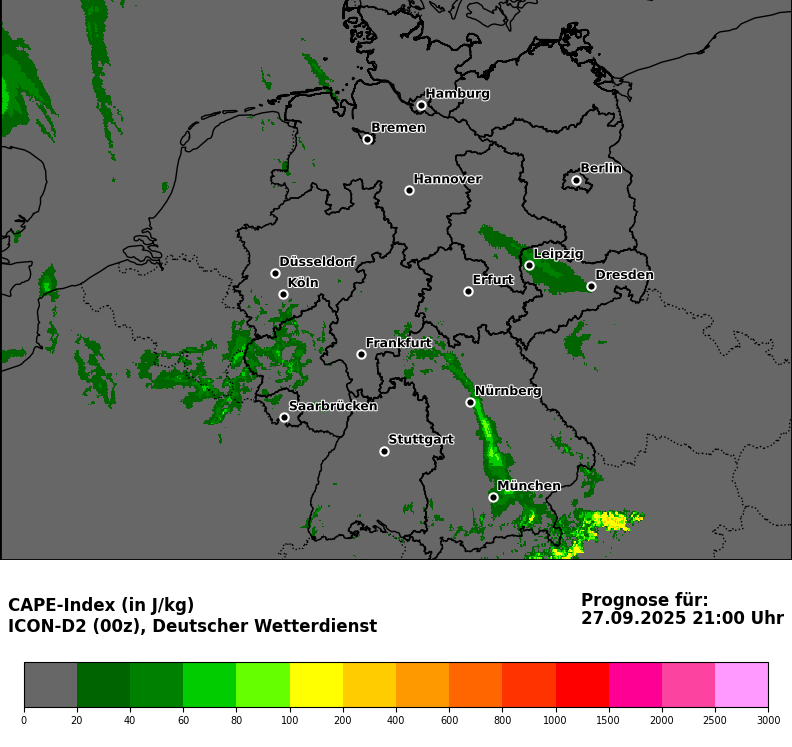 Hamburg
Bremen
Berlin
Hannover
Leipzig
Düsseldorf
Dresden
Köln
Erfurt
Frankfurt
Nürnberg
Saarbrücken
Stuttgart
München
CAPE-Index (in J/kg)
ICON-D2 (00z), Deutscher Wetterdienst
Prognose für:
27.09.2025 21:00 Uhr
0 20 40 60 80 100 200 400 600 800 1000 1500 2000 2500 3000